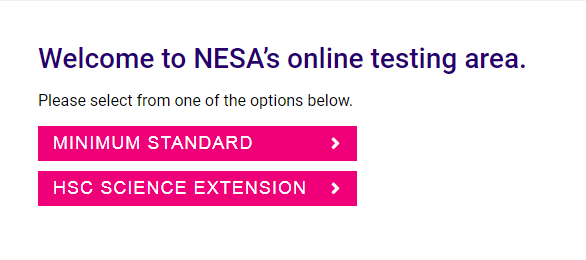 Welcome to NESA’s online testing area.
Please select from one of the options below.
MINIMUM STANDARD
HSC SCIENCE EXTENSION